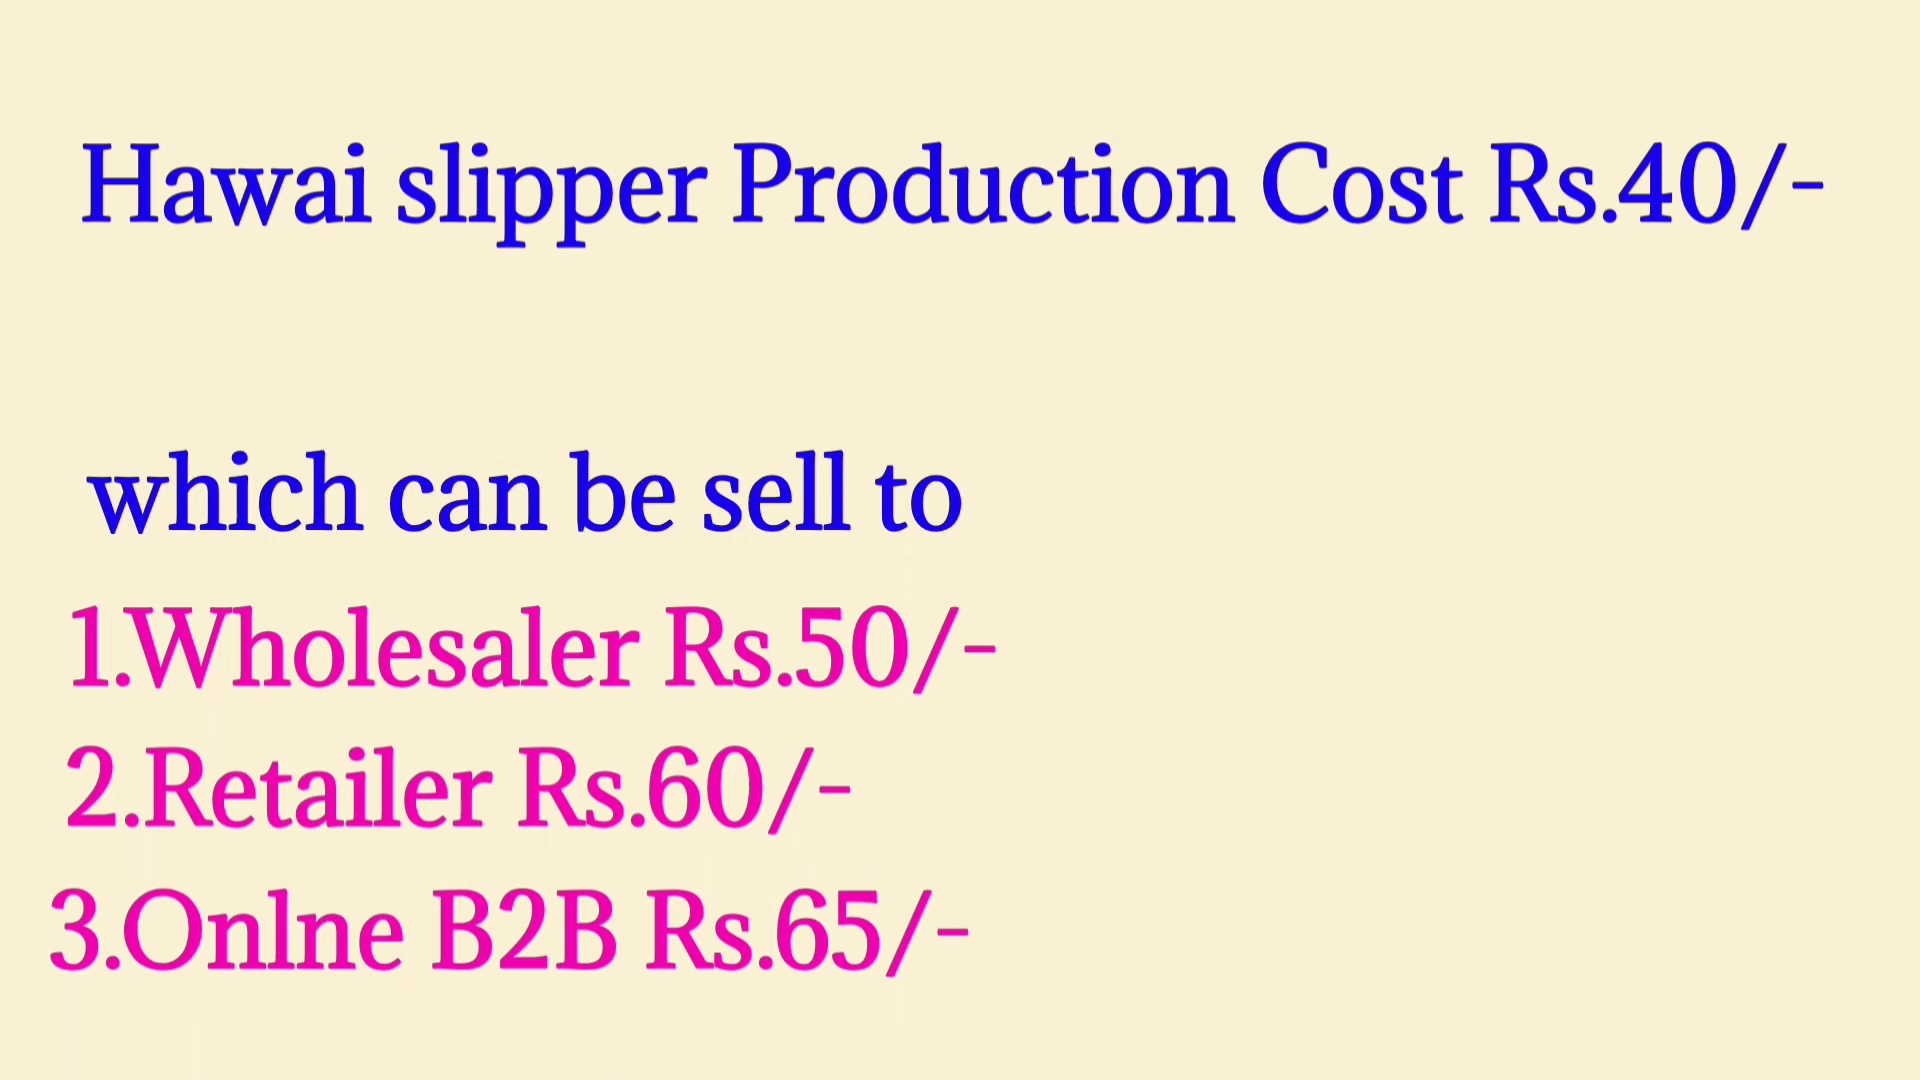 Hawai slipper Production Cost Rs.40/-
which can be sell to
1.Wholesaler Rs.50/-
2.Retailer Rs.60/-
3.Onlne B2B Rs.65/-